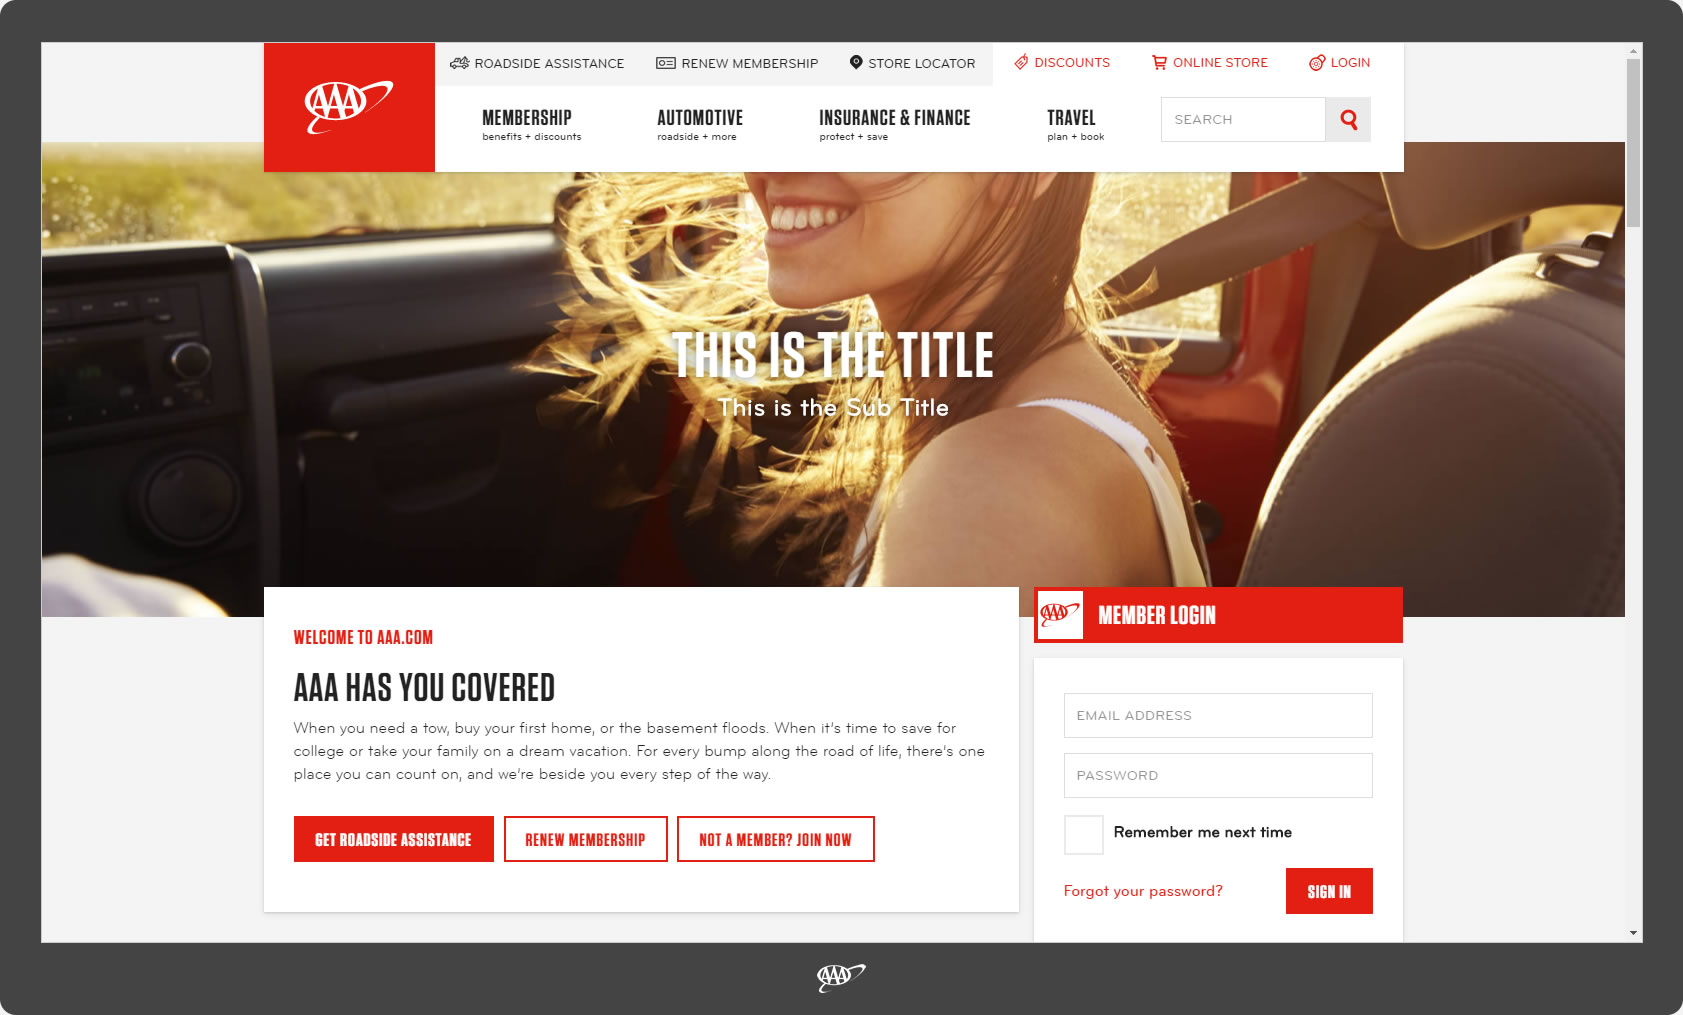 AAA
ROADSIDE ASSISTANCE
RENEW MEMBERSHIP
STORE LOCATOR
DISCOUNTS
ONLINE STORE
LOGIN
MEMBERSHIP
benefits + discounts
AUTOMOTIVE
roadside + more
INSURANCE & FINANCE
protect + save
TRAVEL
plan + book
SEARCH
THIS IS THE TITLE
This is the Sub Title
WELCOME TO AAA.COM
AAA HAS YOU COVERED
When you need a tow, buy your first home, or the basement floods. When it's time to save for
college or take your family on a dream vacation. For every bump along the road of life, there's one
place you can count on, and we're beside you every step of the way.
GET ROADSIDE ASSISTANCE
RENEW MEMBERSHIP
NOT A MEMBER? JOIN NOW
AAA
MEMBER LOGIN
EMAIL ADDRESS
PASSWORD
Remember me next time
Forgot your password?
SIGN IN
AAA